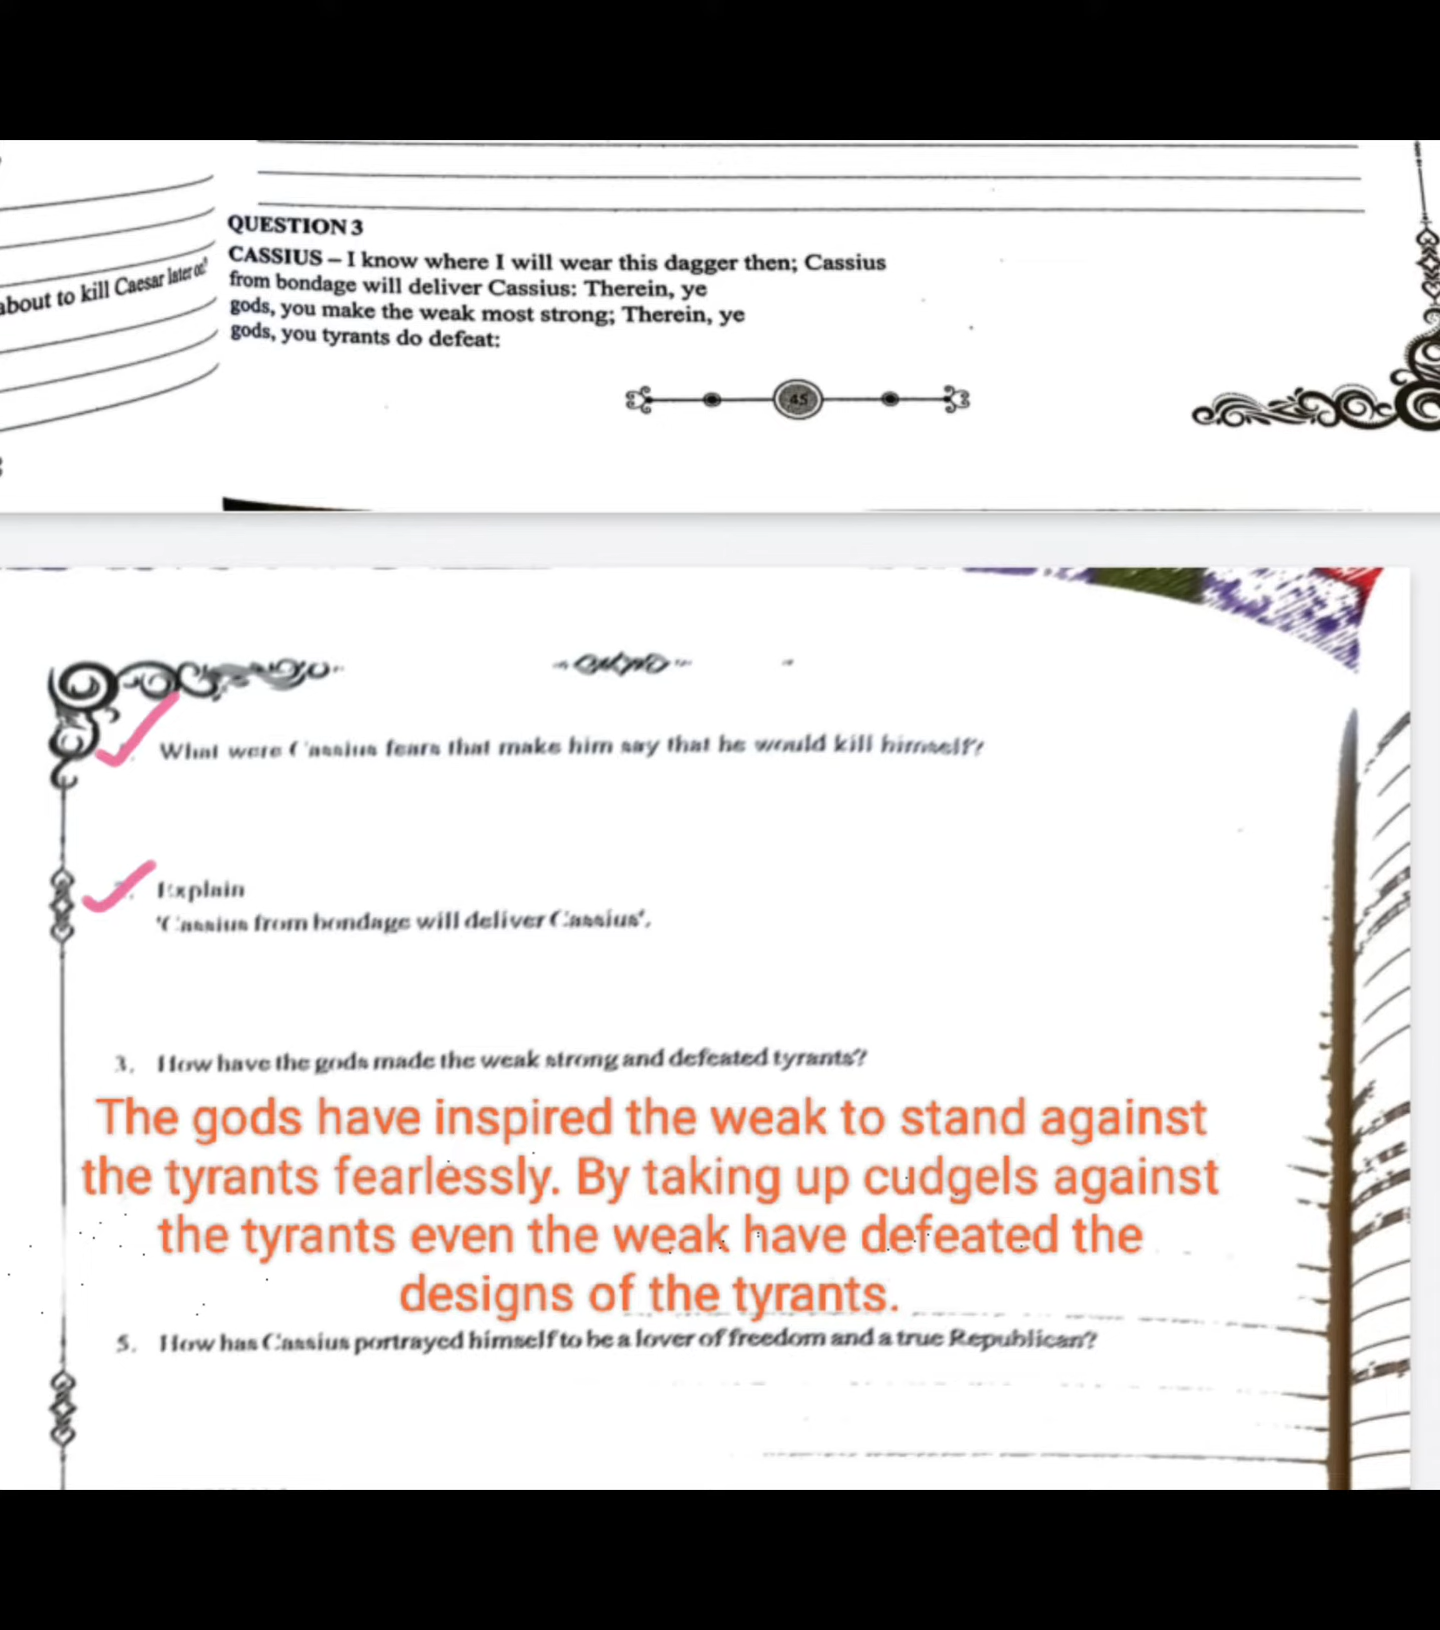 about to kill Caesar later on?
QUESTION 3
CASSIUS – I know where I will wear this dagger then; Cassius
from bondage will deliver Cassius: Therein, ye
gods, you make the weak most strong; Therein, ye
gods, you tyrants do defeat:
45
What were Cassius fears that make him say that he would kill himself?
Explain
'Cassius from bondage will deliver Cassius'.
3. How have the gods made the weak strong and defeated tyrants?
The gods have inspired the weak to stand against
the tyrants fearlessly. By taking up cudgels against
the tyrants even the weak have defeated the
designs of the tyrants.
5. How has Cassius portrayed himself to be a lover of freedom and a true Republican?